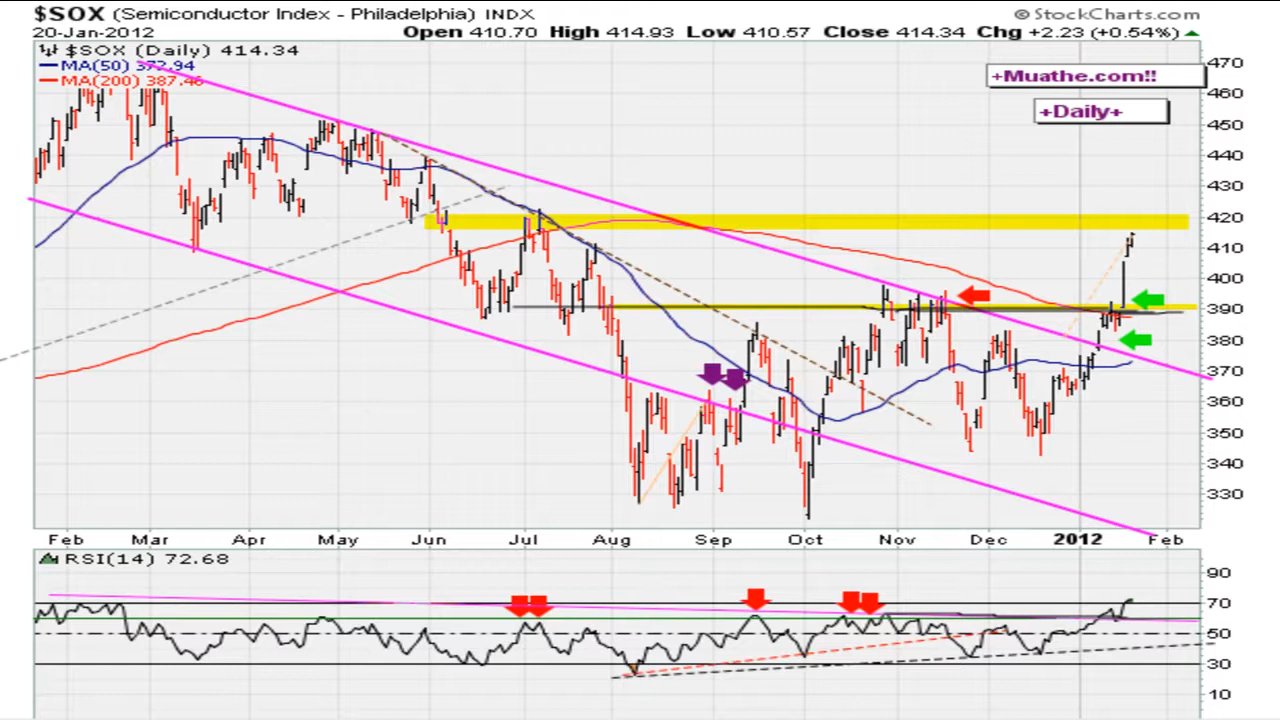 $SOX (Semiconductor Index - Philadelphia) INDX
© StockCharts.com
20-Jan-2012
Open 410.70 High 414.93 Low 410.57 Close 414.34 Chg +2.23 (+0.54%)
$SOX (Daily) 414.34
MA(50) 372.94
MA(200) 387.46
+Muathe.com!!
+Daily+
470
460
450
440
430
420
410
400
390
380
370
360
350
340
330
Feb Mar Apr May Jun Jul Aug Sep Oct Nov Dec 2012 Feb
RSI(14) 72.68
90
70
50
30
10